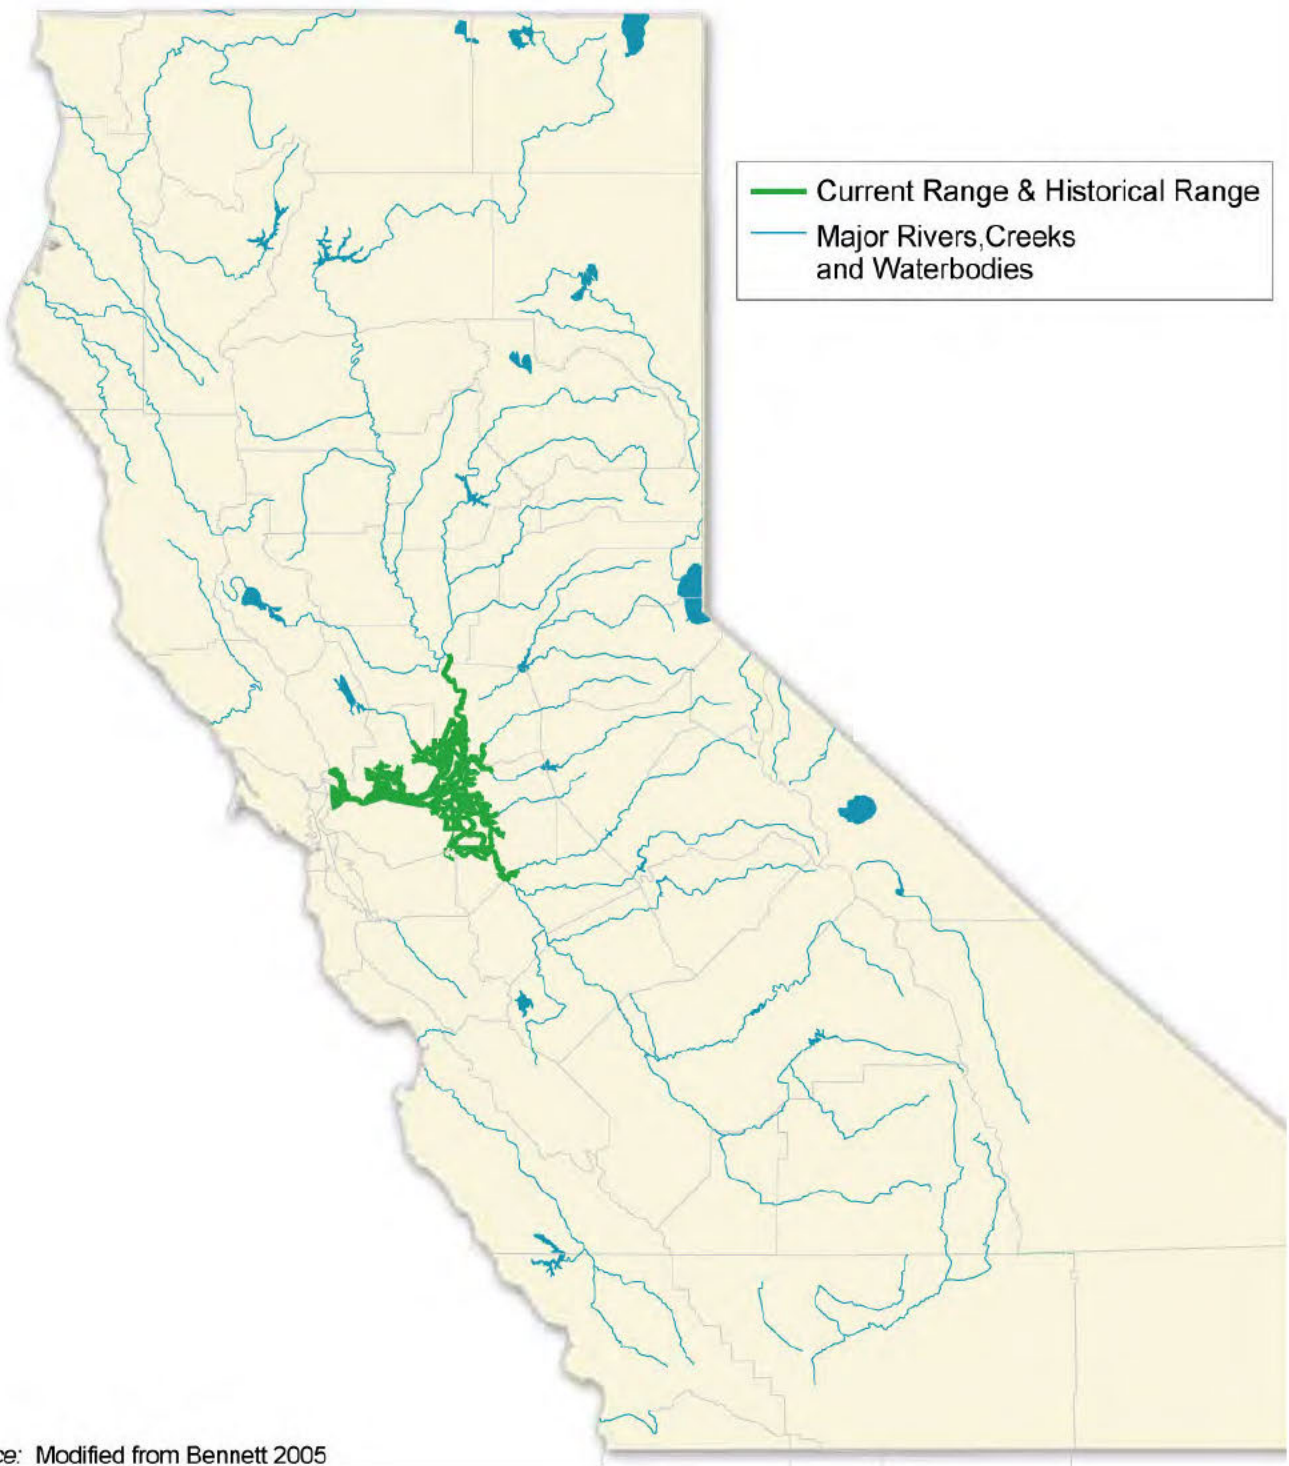 Current Range & Historical Range
Major Rivers,Creeks
and Waterbodies
ce: Modified from Bennett 2005